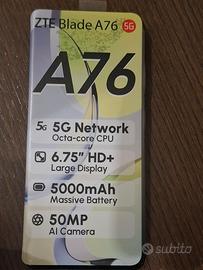 ZTE Blade A76 5G
A76
5G 5G Network
Octa-core CPU
6.75” HD+
Large Display
5000mAh
Massive Battery
50MP
AI Camera
subito